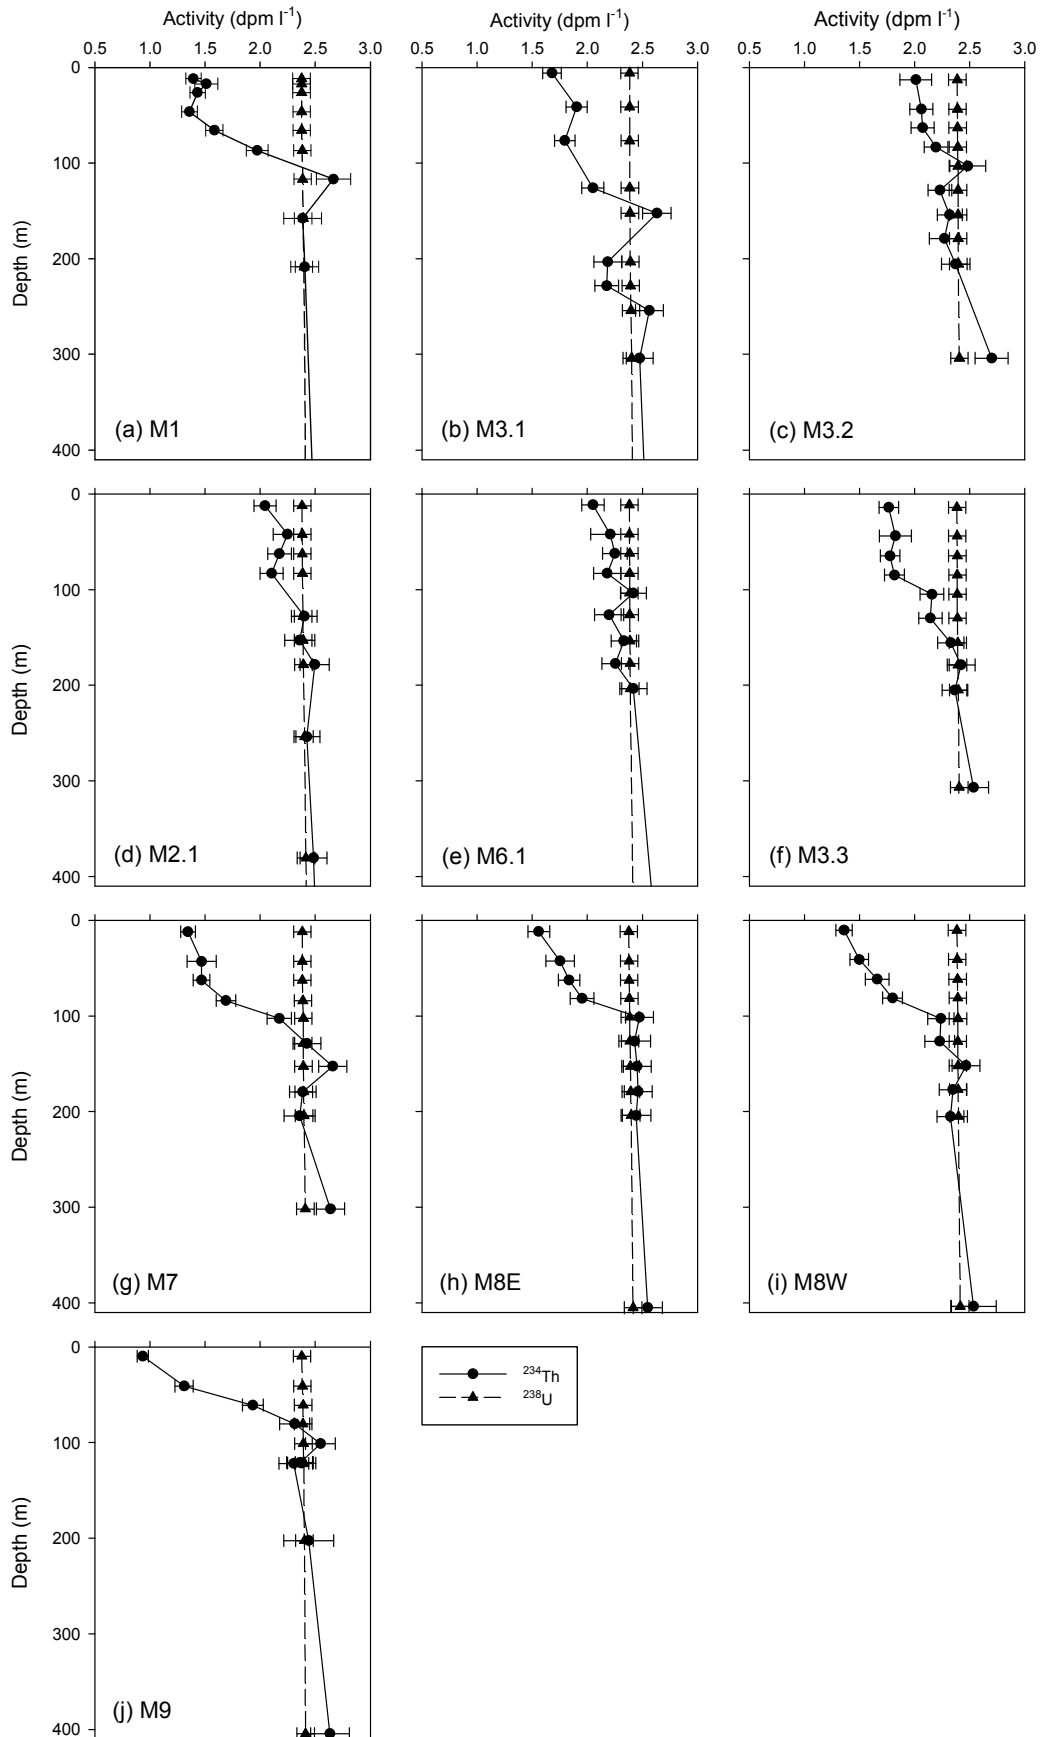 Activity (dpm l⁻¹) Activity (dpm l⁻¹) Activity (dpm l⁻¹)
0.5 1.0 1.5 2.0 2.5 3.0 0.5 1.0 1.5 2.0 2.5 3.0 0.5 1.0 1.5 2.0 2.5 3.0
0
100
200
300
400
Depth (m)
(a) M1 (b) M3.1 (c) M3.2
0
100
200
300
400
Depth (m)
(d) M2.1 (e) M6.1 (f) M3.3
0
100
200
300
400
Depth (m)
(g) M7 (h) M8E (i) M8W
0
100
200
300
400
Depth (m)
(j) M9
²³⁴Th
²³⁸U